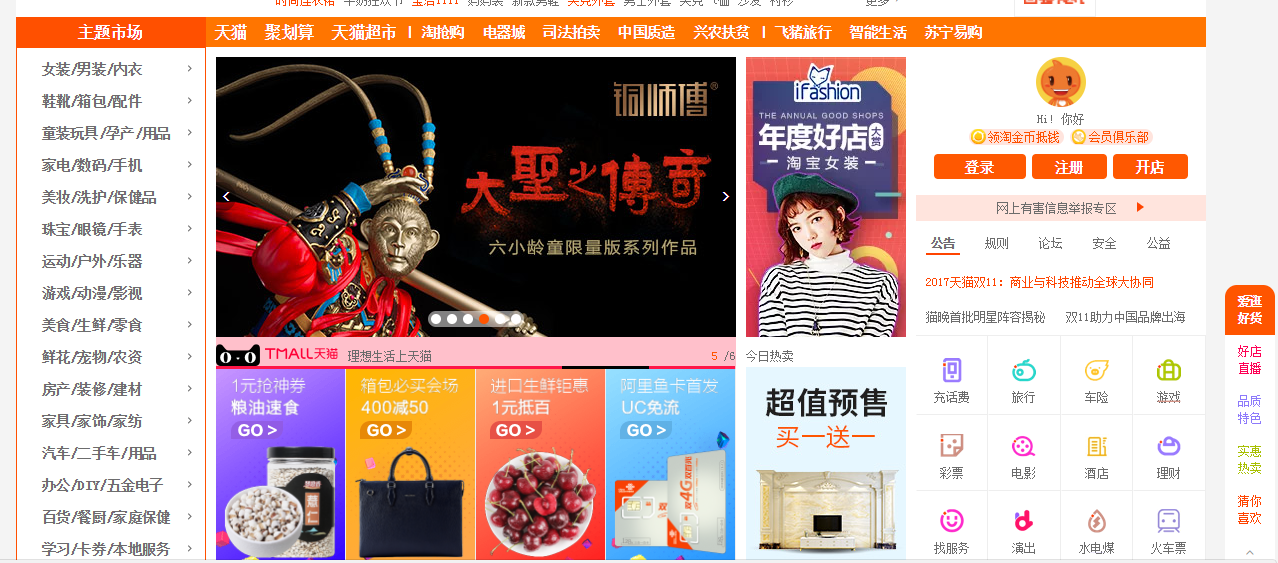 主题市场
天猫 聚划算 天猫超市 | 淘抢购 电器城 司法拍卖 中国质造 兴农扶贫 | 飞猪旅行 智能生活 苏宁易购
女装/男装/内衣
鞋靴/箱包/配件
童装玩具/孕产/用品
家电/数码/手机
美妆/洗护/保健品
珠宝/眼镜/手表
运动/户外/乐器
游戏/动漫/影视
美食/生鲜/零食
鲜花/宠物/农资
房产/装修/建材
家具/家饰/家纺
汽车/二手车/用品
办公/DIY/五金电子
百货/餐厨/家庭保健
学习/卡券/本地服务
铜师傅®
大聖之傳奇
六小龄童限量版系列作品
TMALL天猫 理想生活上天猫 5 /6
1元抢神券
粮油速食
GO >
箱包必买会场
400减50
GO >
进口生鲜钜惠
1元抵百
GO >
阿里鱼卡首发
UC免流
GO >
iFashion
THE ANNUAL GOOD SHOPS
年度好店大赏
淘宝女装
今日热卖
超值预售
买一送一
Hi! 你好
领淘金币抵钱 会员俱乐部
登录 注册 开店
网上有害信息举报专区
公告 规则 论坛 安全 公益
2017天猫双11：商业与科技推动全球大协同
猫晚首批明星阵容揭秘 双11助力中国品牌出海
充话费 旅行 车险 游戏
彩票 电影 酒店 理财
找服务 演出 水电煤 火车票
爱逛
好货
好店
直播
品质
特色
实惠
热卖
猜你
喜欢